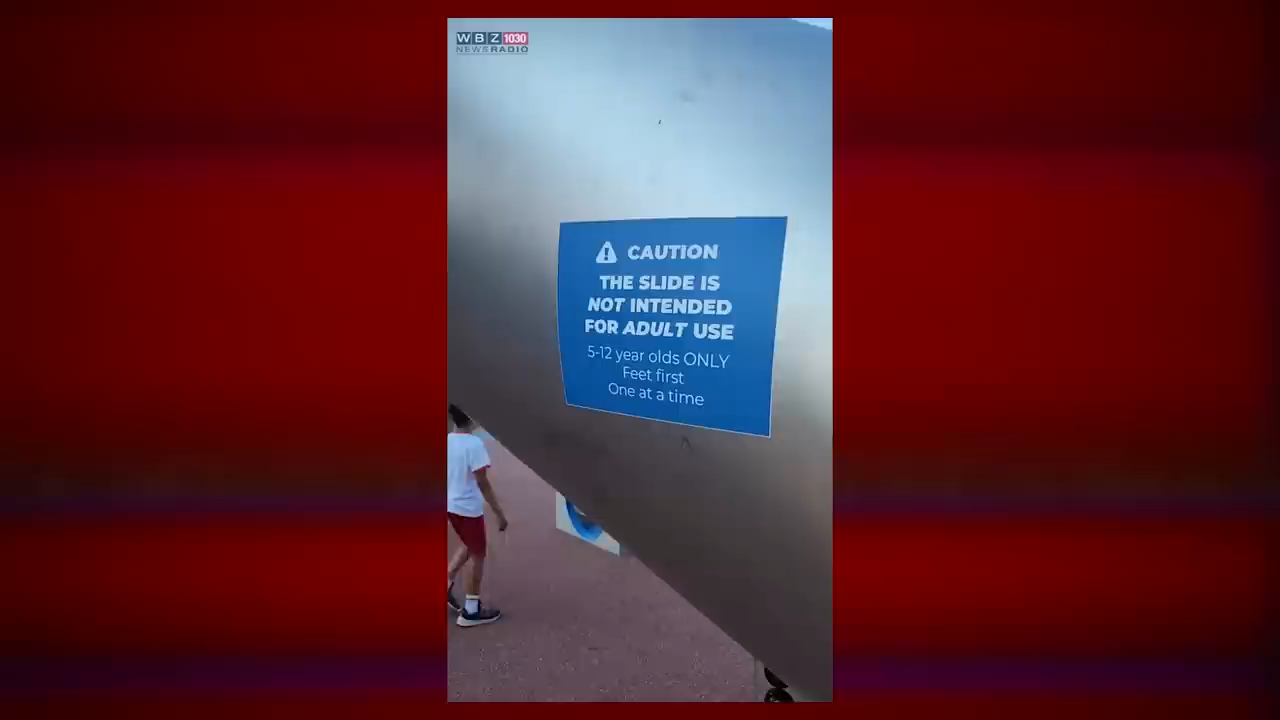 WBZ 1030
NEWSRADIO
CAUTION
THE SLIDE IS
NOT INTENDED
FOR ADULT USE
5-12 year olds ONLY
Feet first
One at a time